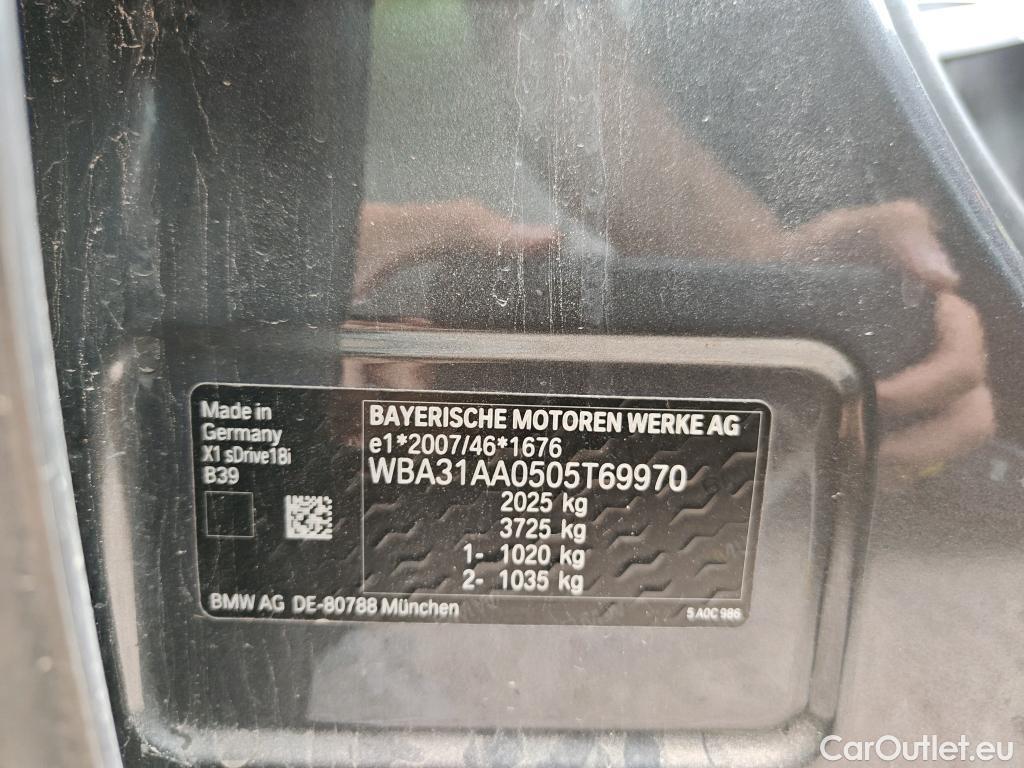 Made in
Germany
X1 sDrive18i
B39
BAYERISCHE MOTOREN WERKE AG
e1*2007/46*1676
WBA31AA0505T69970
2025 kg
3725 kg
1- 1020 kg
2- 1035 kg
BMW AG DE-80788 München
5 A0C 986
CarOutlet.eu